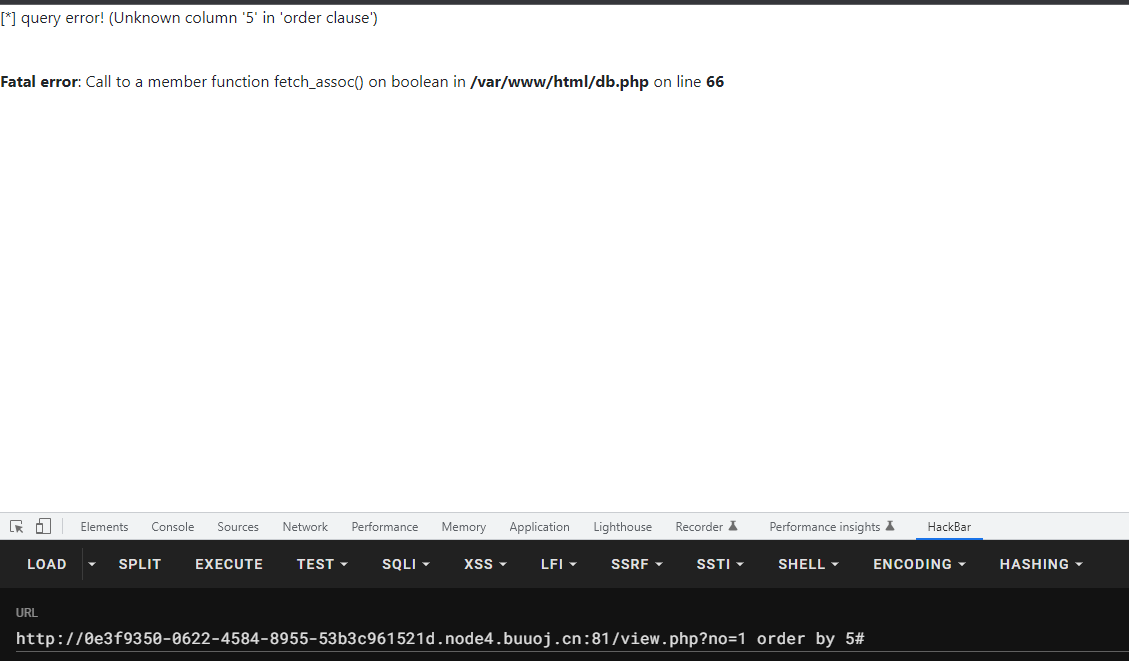 [*] query error! (Unknown column '5' in 'order clause')
Fatal error: Call to a member function fetch_assoc() on boolean in /var/www/html/db.php on line 66
Elements Console Sources Network Performance Memory Application Lighthouse Recorder Performance insights HackBar
LOAD SPLIT EXECUTE TEST SQLI XSS LFI SSRF SSTI SHELL ENCODING HASHING
URL
http://0e3f9350-0622-4584-8955-53b3c961521d.node4.buuoj.cn:81/view.php?no=1 order by 5#